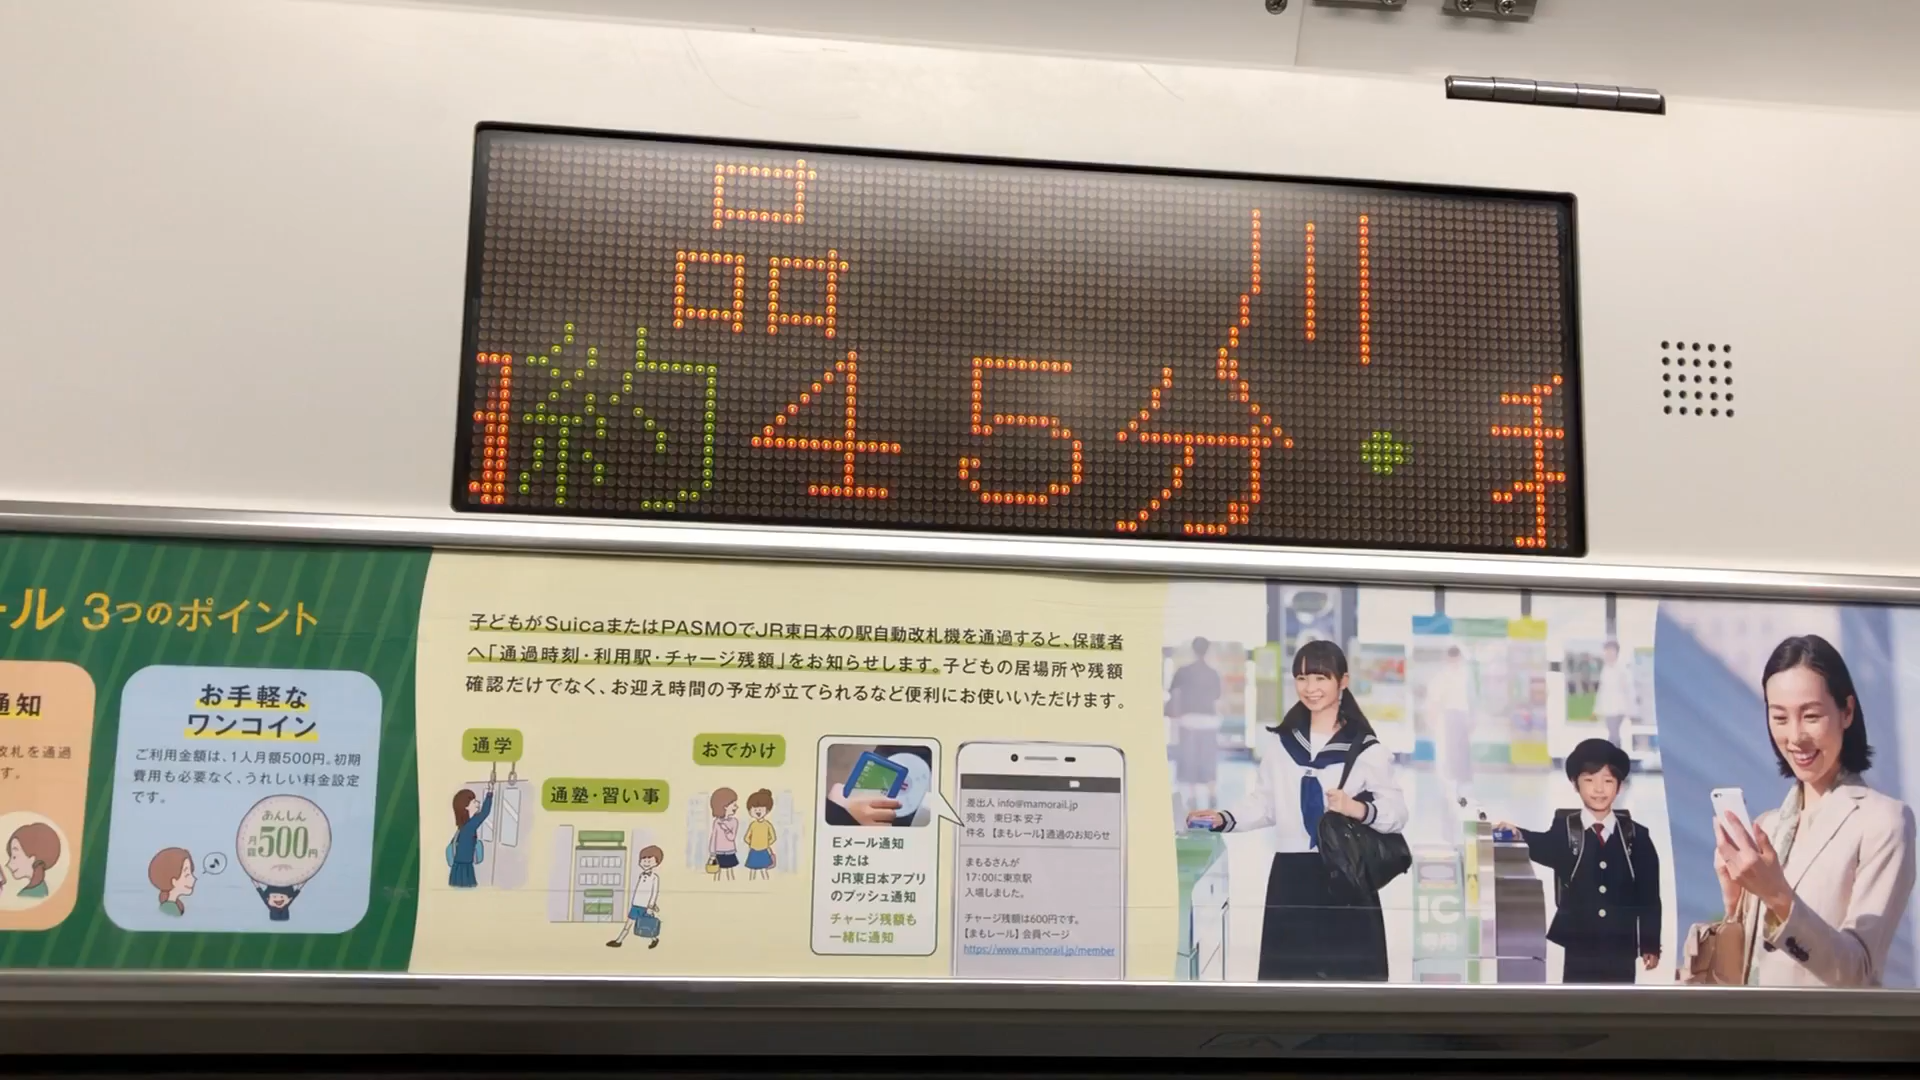 品川
約45分
ール 3つのポイント
通知
改札を通過
す。
お手軽な
ワンコイン
ご利用金額は、1人月額500円。初期
費用も必要なく、うれしい料金設定
です。
あんしん
月額500円
子どもがSuicaまたはPASMOでJR東日本の駅自動改札機を通過すると、保護者
へ「通過時刻・利用駅・チャージ残額」をお知らせします。子どもの居場所や残額
確認だけでなく、お迎え時間の予定が立てられるなど便利にお使いいただけます。
通学
通塾・習い事
おでかけ
Eメール通知
または
JR東日本アプリ
のプッシュ通知
チャージ残額も
一緒に通知
差出人 info@mamorail.jp
宛先 東日本 安子
件名 【まもレール】通過のお知らせ
まもるさんが
17:00に東京駅
入場しました。
チャージ残額は600円です。
【まもレール】会員ページ
https://www.mamorail.jp/member
IC
専用